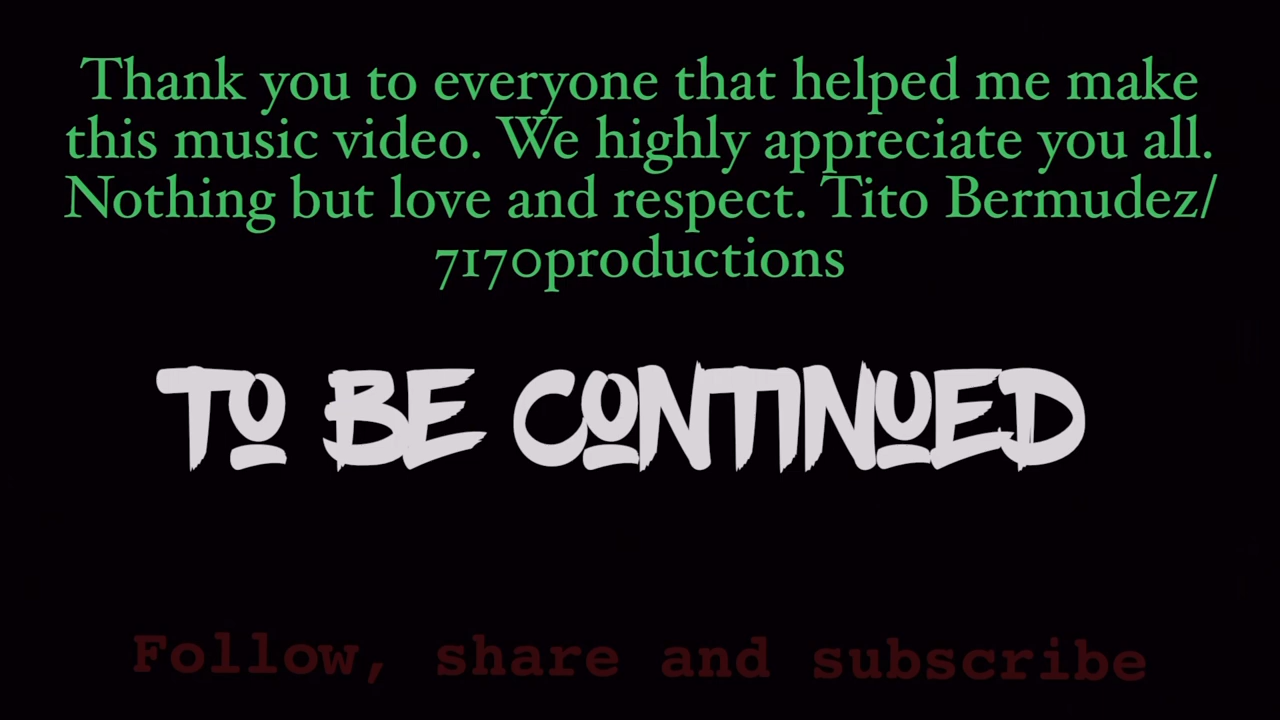 Thank you to everyone that helped me make
this music video. We highly appreciate you all.
Nothing but love and respect. Tito Bermudez/
7170productions
TO BE CONTINUED
Follow, share and subscribe